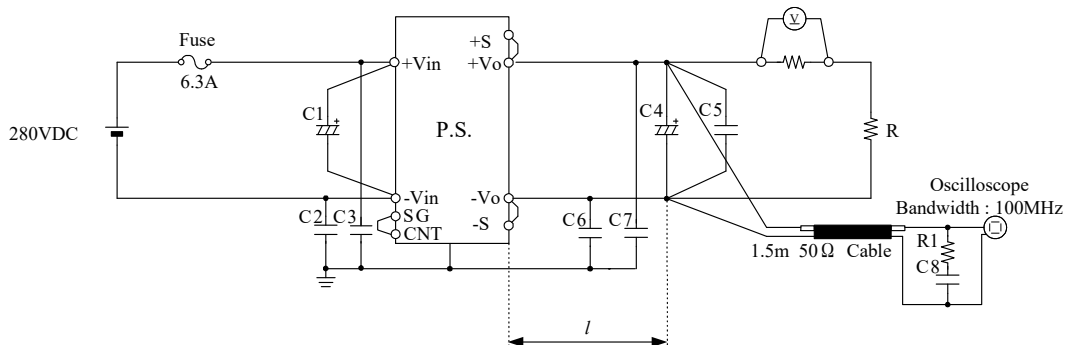 Fuse
6.3A
280VDC
C1
+
C2
C3
+Vin
-Vin
SG
CNT
P.S.
+S
+Vo
-Vo
-S
C6
C7
C4
+
C5
V
R
Oscilloscope
Bandwidth : 100MHz
1.5m 50Ω Cable
R1
C8
l